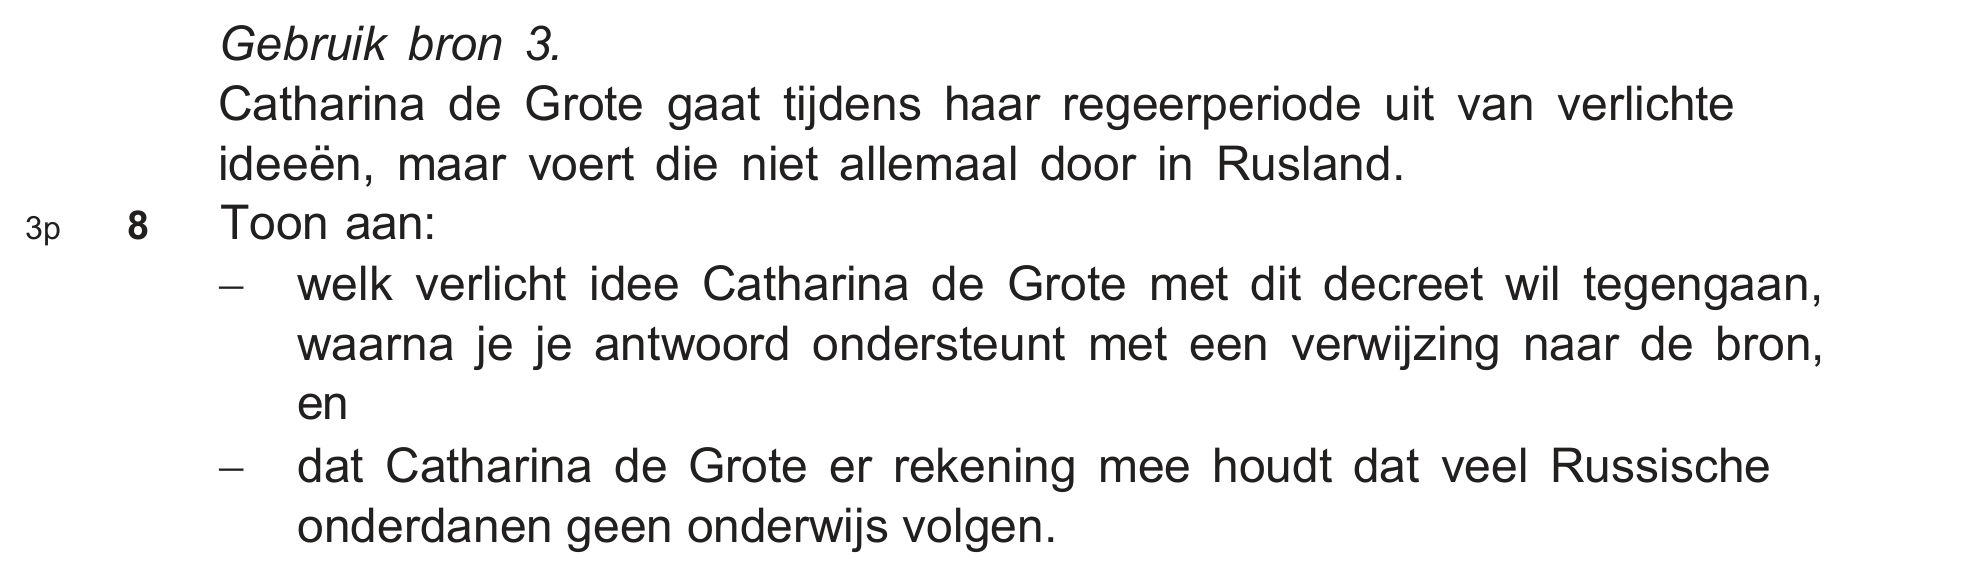 Gebruik bron 3.
Catharina de Grote gaat tijdens haar regeerperiode uit van verlichte
ideeën, maar voert die niet allemaal door in Rusland.
3p 8 Toon aan:
– welk verlicht idee Catharina de Grote met dit decreet wil tegengaan,
waarna je je antwoord ondersteunt met een verwijzing naar de bron,
en
– dat Catharina de Grote er rekening mee houdt dat veel Russische
onderdanen geen onderwijs volgen.